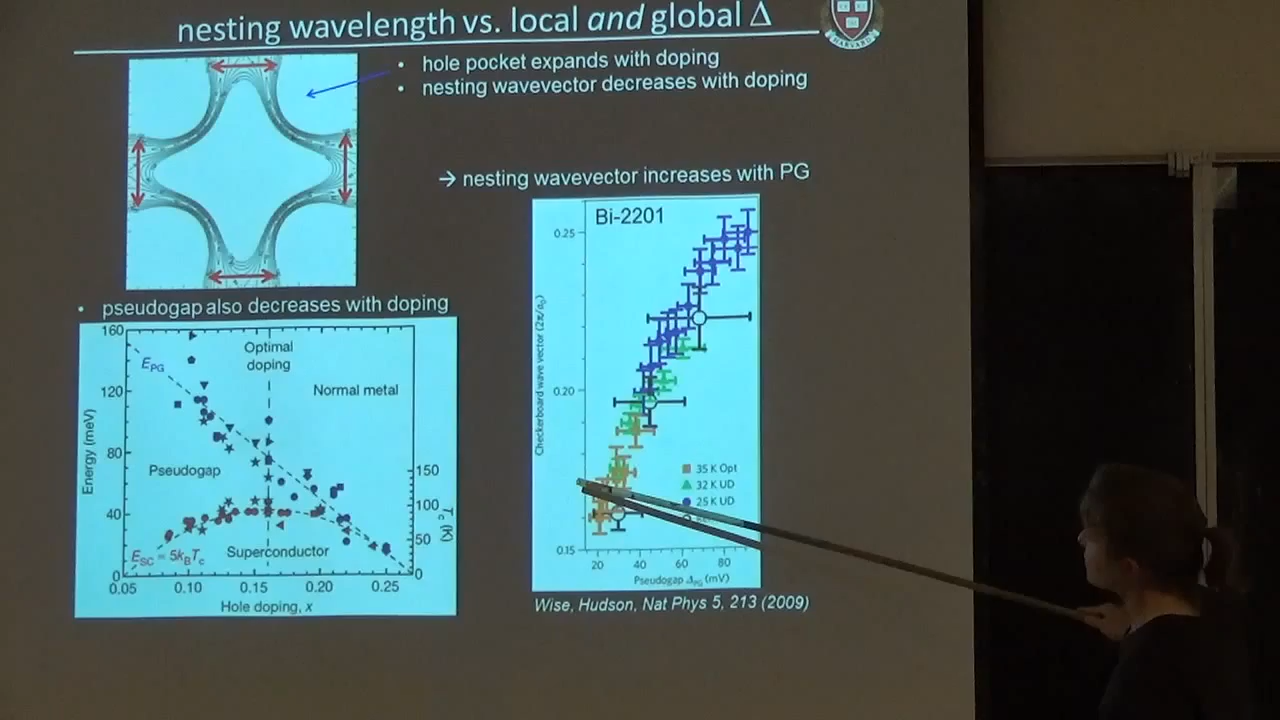 nesting wavelength vs. local and global Δ
HARVARD
• hole pocket expands with doping
• nesting wavevector decreases with doping
→ nesting wavevector increases with PG
• pseudogap also decreases with doping
160
120
80
40
0
Energy (meV)
E_PG
Optimal
doping
Normal metal
Pseudogap
Superconductor
E_SC = 5k_BT_c
150
100
50
0
T_c (K)
0.05 0.10 0.15 0.20 0.25
Hole doping, x
Bi-2201
0.25
0.20
0.15
Checkerboard wave vector (2π/a₀)
35 K Opt
32 K UD
25 K UD
20 40 60 80
Pseudogap Δ_PG (mV)
Wise, Hudson, Nat Phys 5, 213 (2009)